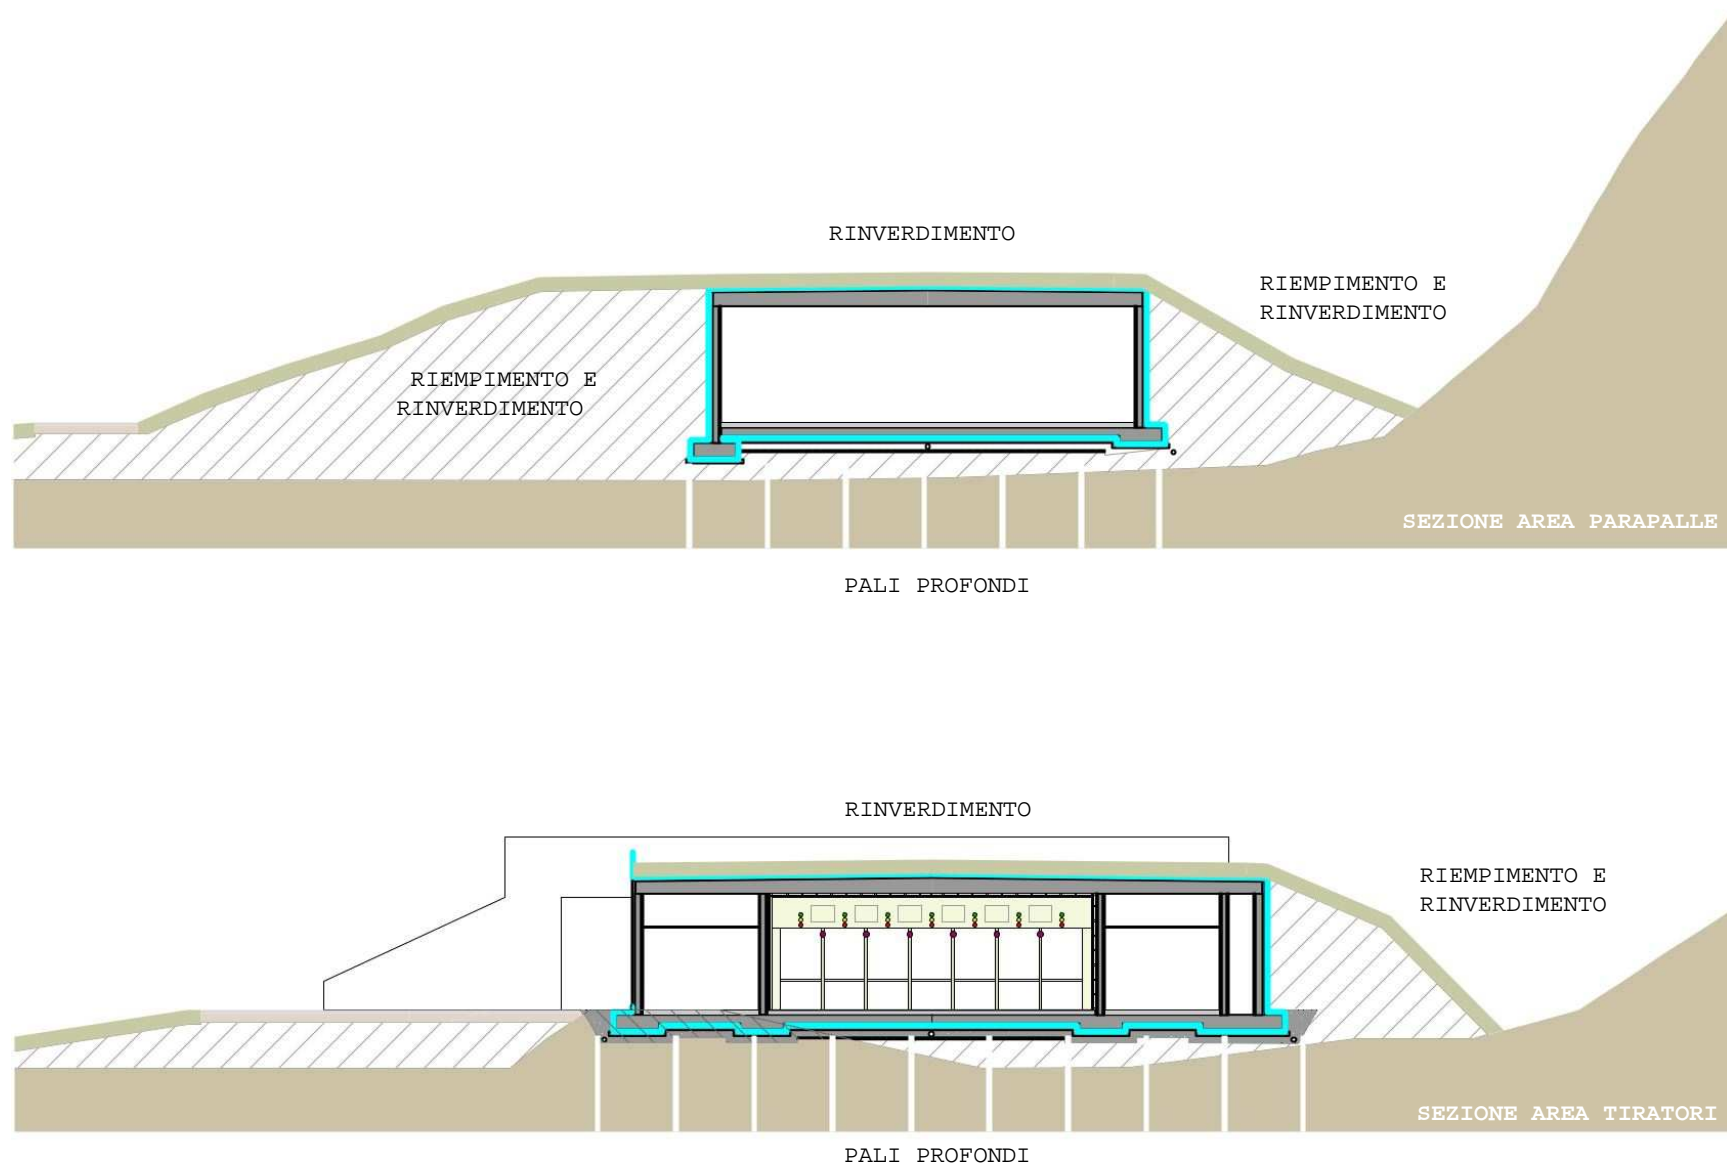 RINVERDIMENTO
RIEMPIMENTO E
RINVERDIMENTO
RIEMPIMENTO E
RINVERDIMENTO
SEZIONE AREA PARAPALLE
PALI PROFONDI
RINVERDIMENTO
RIEMPIMENTO E
RINVERDIMENTO
SEZIONE AREA TIRATORI
PALI PROFONDI